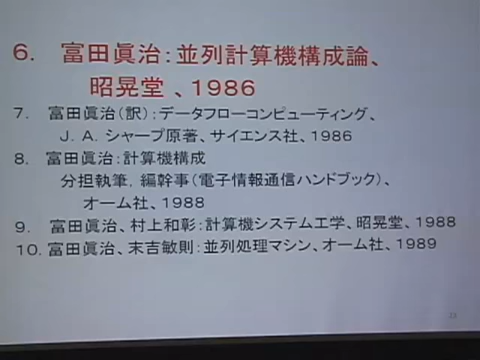 6. 富田眞治:並列計算機構成論、
昭晃堂 、1986
7. 富田眞治(訳):データフローコンピューティング、
J. A. シャープ原著、サイエンス社、1986
8. 富田眞治:計算機構成
分担執筆, 編幹事(電子情報通信ハンドブック)、
オーム社、1988
9. 富田眞治、村上和彰:計算機システム工学、昭晃堂、1988
10. 富田眞治、末吉敏則:並列処理マシン、オーム社、1989